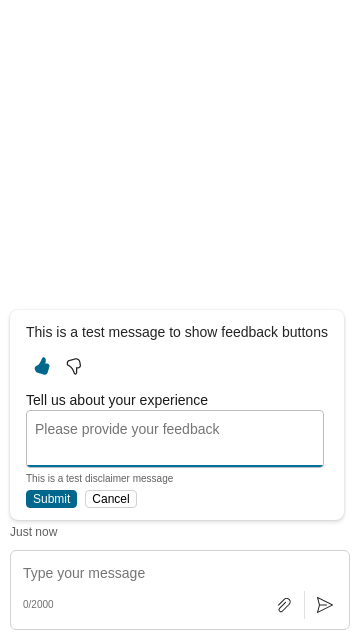 This is a test message to show feedback buttons
Tell us about your experience
Please provide your feedback
This is a test disclaimer message
Submit Cancel
Just now
Type your message
0/2000